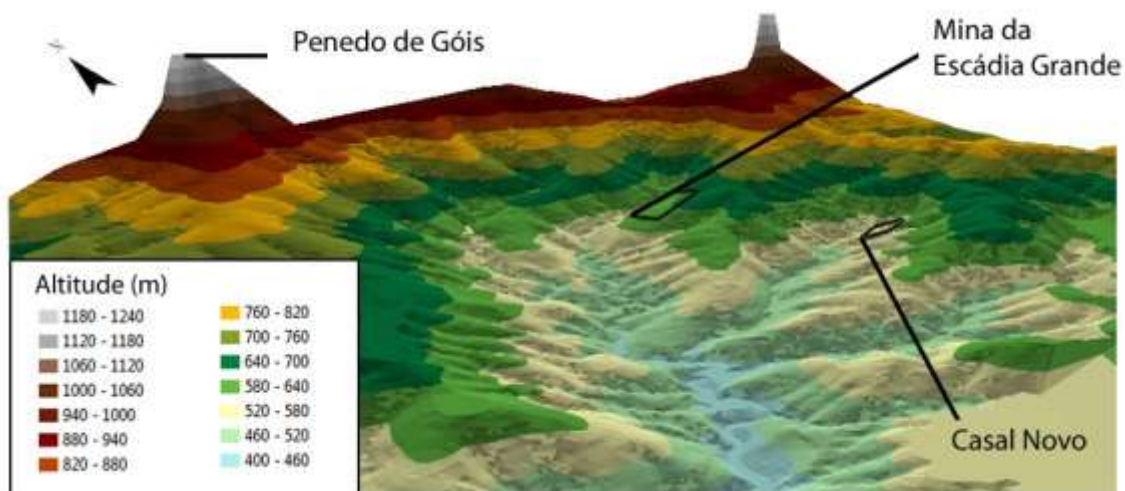 Penedo de Góis
Mina da
Escádia Grande
Altitude (m)
1180 - 1240
1120 - 1180
1060 - 1120
1000 - 1060
940 - 1000
880 - 940
820 - 880
760 - 820
700 - 760
640 - 700
580 - 640
520 - 580
460 - 520
400 - 460
Casal Novo